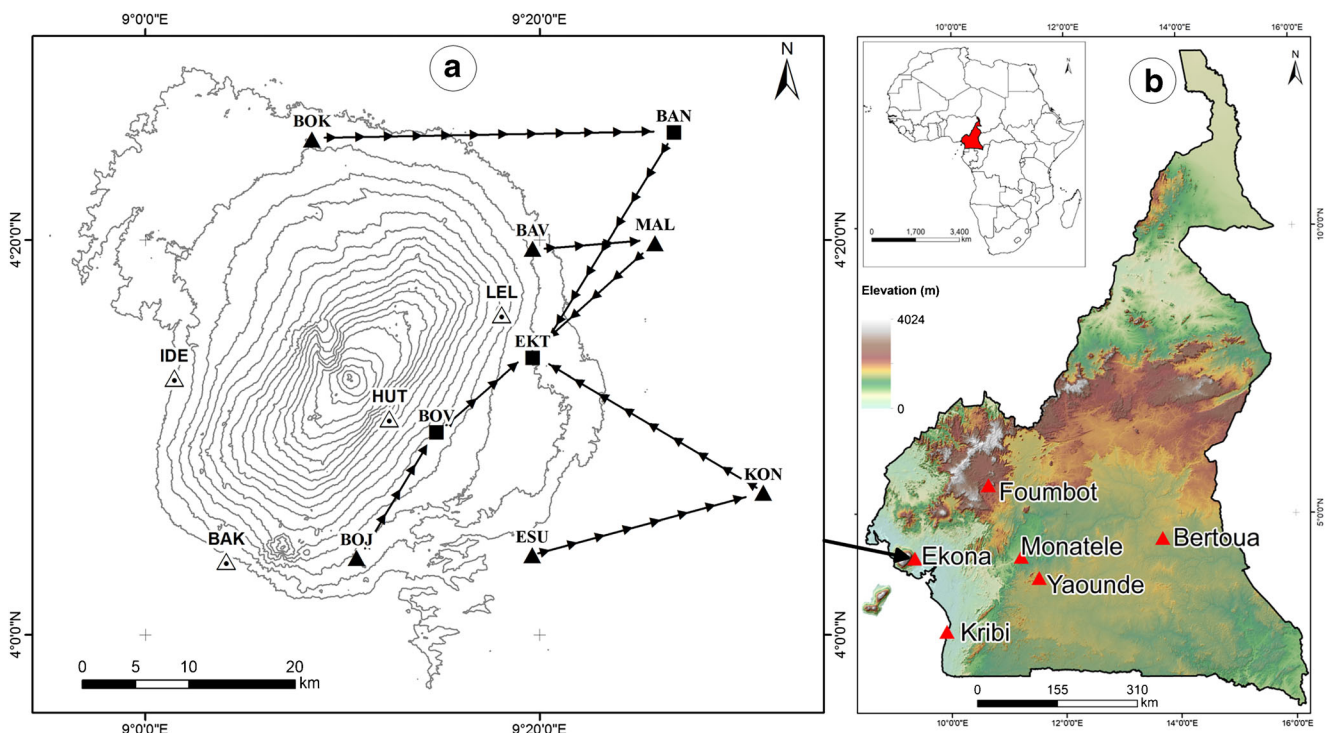 9°0'0"E
9°20'0"E
a
N
BOK
BAN
BAV
MAL
LEL
EKT
IDE
HUT
BOV
KON
BAK
BOJ
ESU
4°20'0"N
4°20'0"N
4°0'0"N
4°0'0"N
0 5 10 20
km
9°0'0"E
9°20'0"E
10°0'0"E
12°0'0"E
14°0'0"E
16°0'0"E
b
N
N
0 1,700 3,400
km
Elevation (m)
4024
0
Foumbot
Bertoua
Ekona
Monatele
Yaounde
Kribi
10°0'0"N
5°0'0"N
0 155 310
km
10°0'0"E
12°0'0"E
14°0'0"E
16°0'0"E